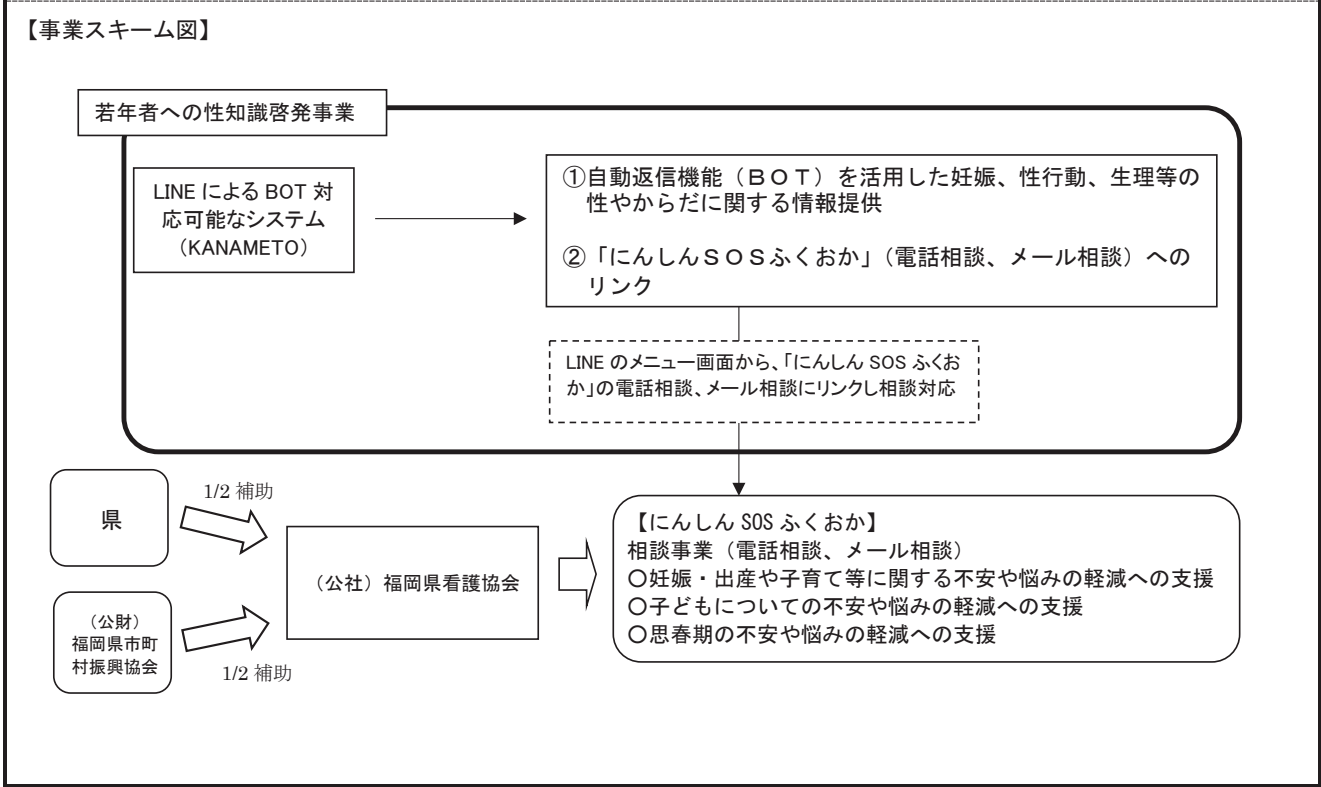 【事業スキーム図】
若年者への性知識啓発事業
LINE による BOT 対
応可能なシステム
（KANAMETO）
①自動返信機能（ＢＯＴ）を活用した妊娠、性行動、生理等の
性やからだに関する情報提供
②「にんしんＳＯＳふくおか」（電話相談、メール相談）への
リンク
LINE のメニュー画面から、「にんしん SOS ふくお
か」の電話相談、メール相談にリンクし相談対応
県
1/2 補助
（公財）
福岡県市町
村振興協会
1/2 補助
（公社）福岡県看護協会
【にんしん SOS ふくおか】
相談事業（電話相談、メール相談）
〇妊娠・出産や子育て等に関する不安や悩みの軽減への支援
〇子どもについての不安や悩みの軽減への支援
〇思春期の不安や悩みの軽減への支援